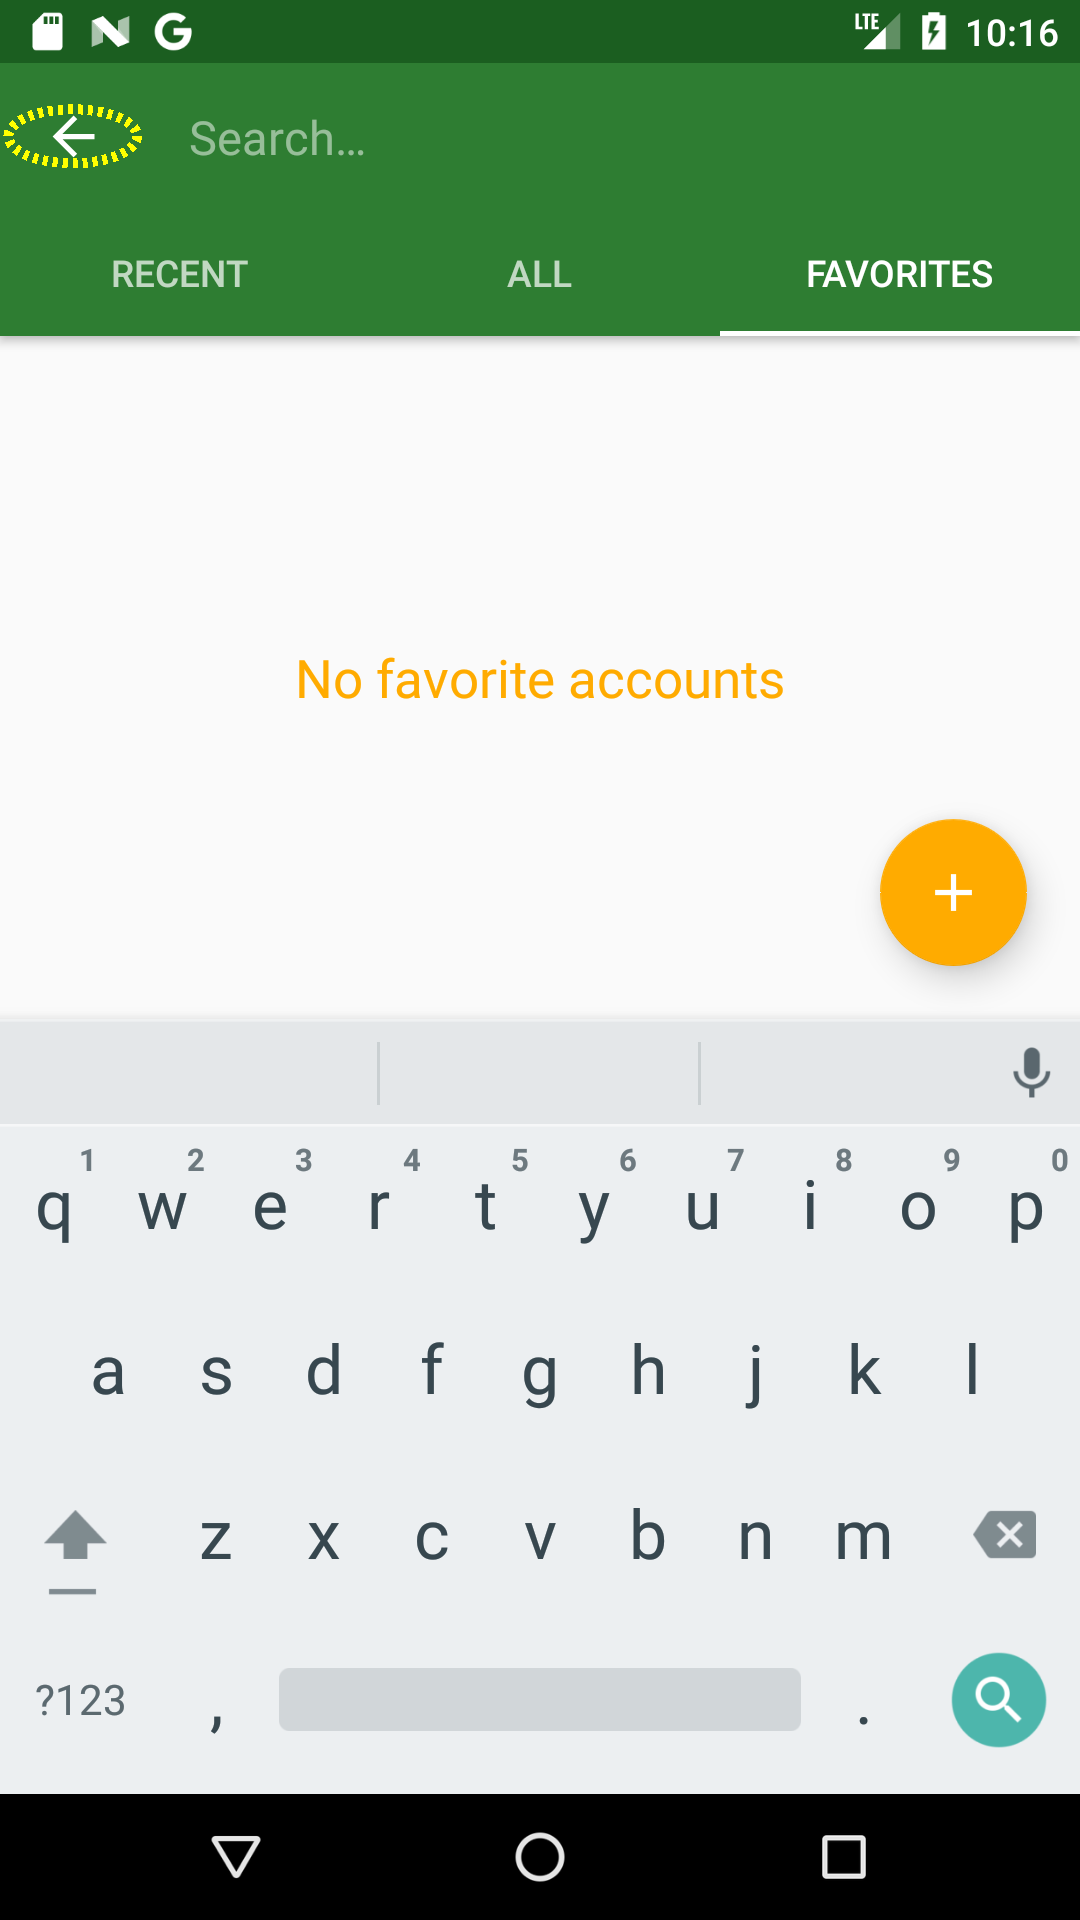 LTE 10:16
Search...
RECENT ALL FAVORITES
No favorite accounts
1 2 3 4 5 6 7 8 9 0
q w e r t y u i o p
a s d f g h j k l
z x c v b n m
?123 , .